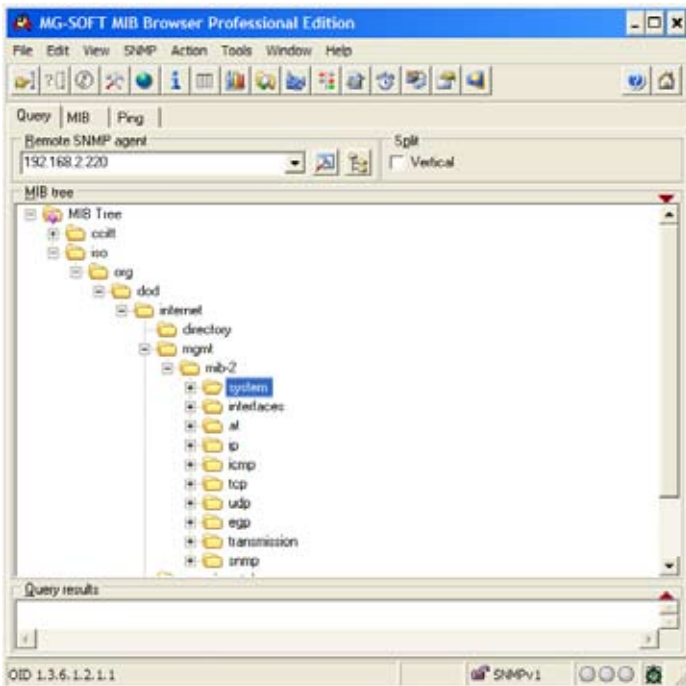 MG-SOFT MIB Browser Professional Edition
File Edit View SNMP Action Tools Window Help
Query MIB Ping
Remote SNMP agent
Split
192.168.2.220
Vertical
MIB tree
MIB Tree
ccitt
iso
org
dod
internet
directory
mgmt
mib-2
system
interfaces
at
ip
icmp
tcp
udp
egp
transmission
snmp
Query results
OID 1.3.6.1.2.1.1
SNMPv1